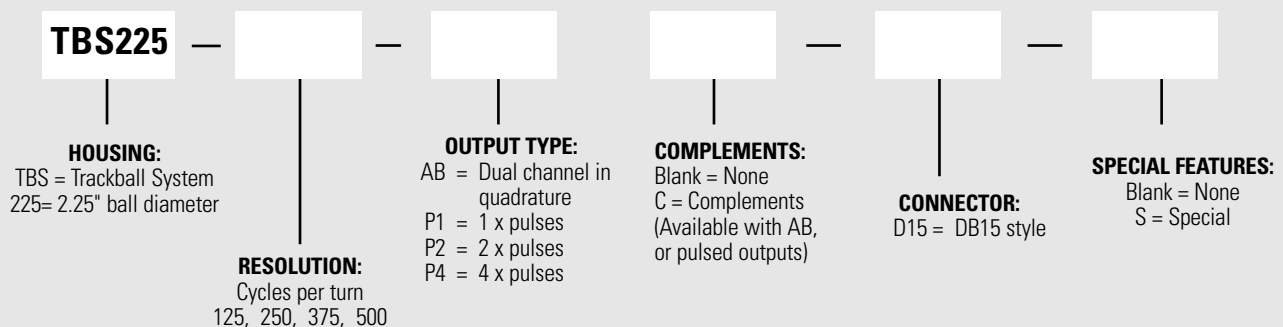 TBS225 — — — —
HOUSING:
TBS = Trackball System
225= 2.25" ball diameter
RESOLUTION:
Cycles per turn
125, 250, 375, 500
OUTPUT TYPE:
AB = Dual channel in
quadrature
P1 = 1 x pulses
P2 = 2 x pulses
P4 = 4 x pulses
COMPLEMENTS:
Blank = None
C = Complements
(Available with AB,
or pulsed outputs)
CONNECTOR:
D15 = DB15 style
SPECIAL FEATURES:
Blank = None
S = Special